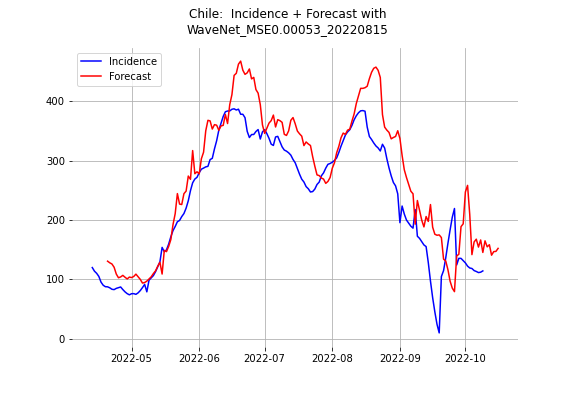 Chile:  Incidence + Forecast with
WaveNet_MSE0.00053_20220815
Incidence
Forecast
400
300
200
100
0
2022-05
2022-06
2022-07
2022-08
2022-09
2022-10